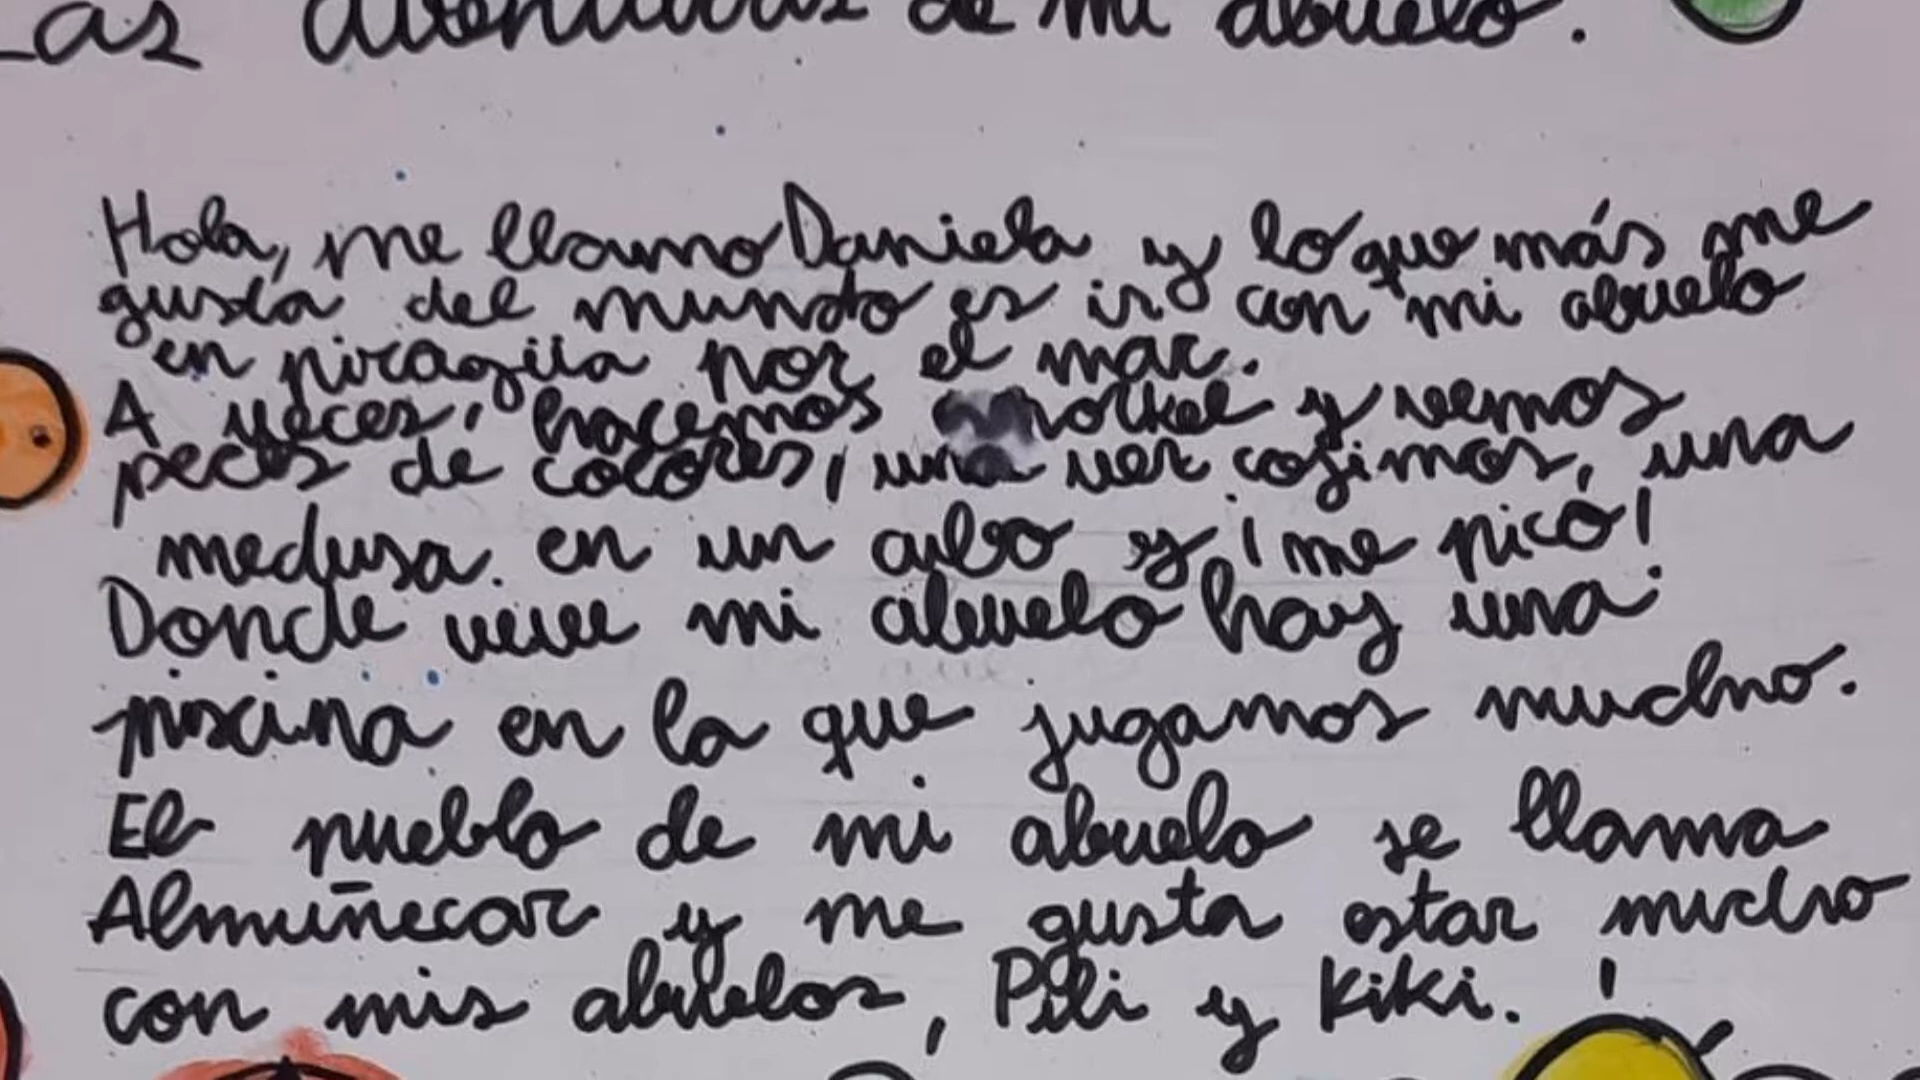 Las aventuras de mi abuelo.
Hola, me llamo Daniela y lo que más me
gusta del mundo es ir con mi abuelo
en piragüa por el mar.
A veces, hacemos y vemos
peces de colores, una vez cogimos, una
medusa. en un cubo y ¡me picó!
Donde vive mi abuelo hay una
piscina en la que jugamos mucho.
El pueblo de mi abuelo se llama
Almuñecar y me gusta estar mucho
con mis abuelos, Pili y Kiki.